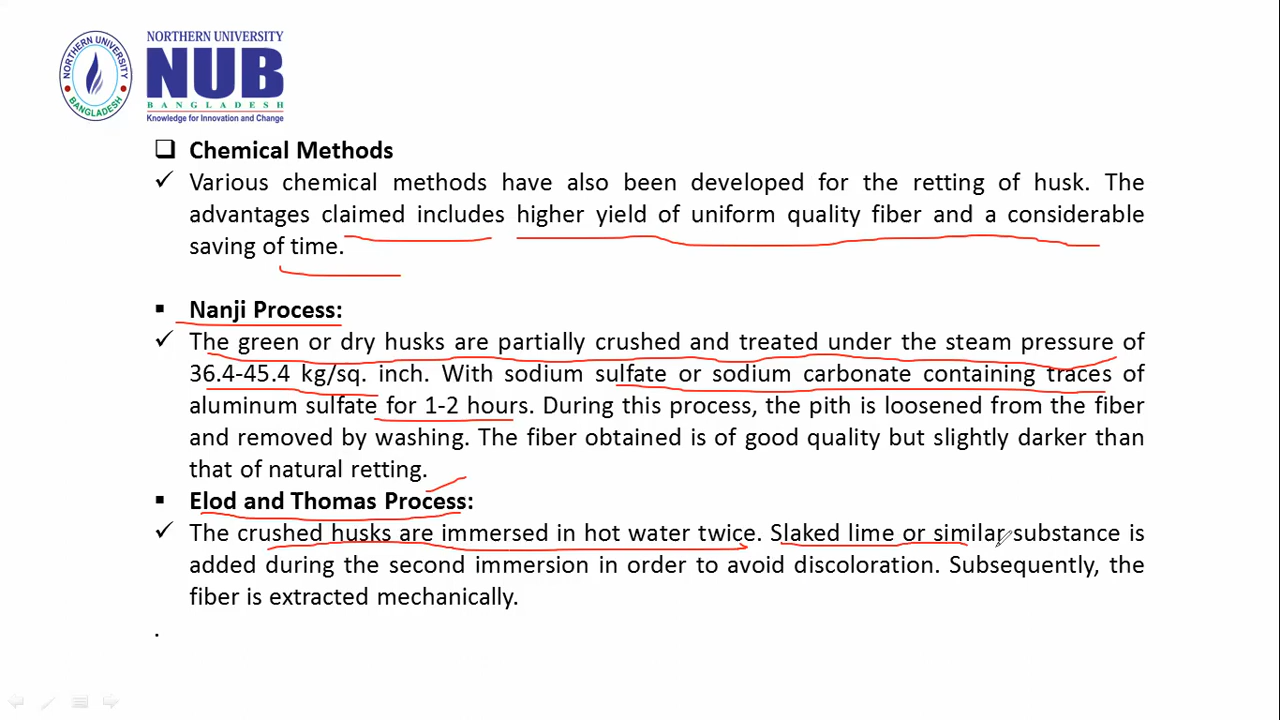 NORTHERN UNIVERSITY
NUB
BANGLADESH
Knowledge for Innovation and Change
NORTHERN UNIVERSITY
BANGLADESH
Chemical Methods
Various chemical methods have also been developed for the retting of husk. The
advantages claimed includes higher yield of uniform quality fiber and a considerable
saving of time.
Nanji Process:
The green or dry husks are partially crushed and treated under the steam pressure of
36.4-45.4 kg/sq. inch. With sodium sulfate or sodium carbonate containing traces of
aluminum sulfate for 1-2 hours. During this process, the pith is loosened from the fiber
and removed by washing. The fiber obtained is of good quality but slightly darker than
that of natural retting.
Elod and Thomas Process:
The crushed husks are immersed in hot water twice. Slaked lime or similar substance is
added during the second immersion in order to avoid discoloration. Subsequently, the
fiber is extracted mechanically.
.